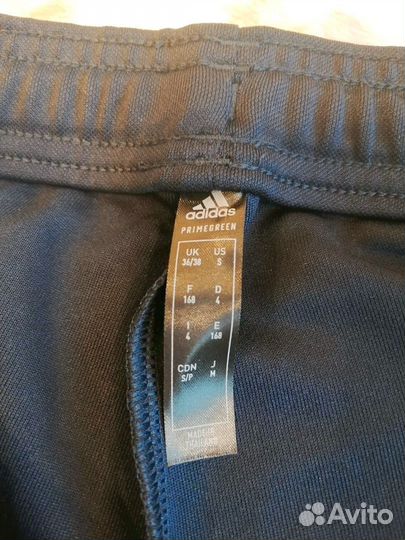 adidas
PRIMEGREEN
UK US
36/38 S
F D
168 4
I E
4 168
CDN J
S/P M
MADE IN
THAILAND
Avito